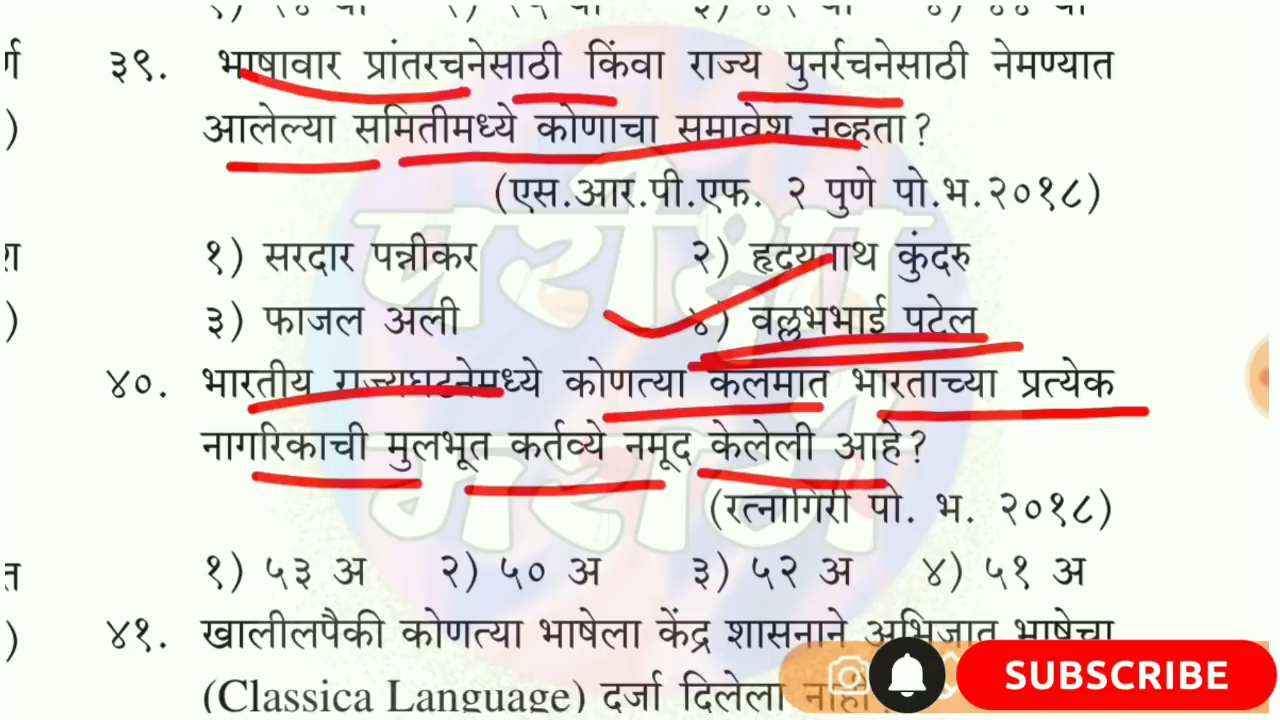 ३९. भाषावार प्रांतरचनेसाठी किंवा राज्य पुनर्रचनेसाठी नेमण्यात
आलेल्या समितीमध्ये कोणाचा समावेश नव्हता?
(एस.आर.पी.एफ. २ पुणे पो.भ.२०१८)
१) सरदार पन्नीकर २) हृदयनाथ कुंदरु
३) फाजल अली ४) वल्लभभाई पटेल
४०. भारतीय राज्यघटनेमध्ये कोणत्या कलमात भारताच्या प्रत्येक
नागरिकाची मुलभूत कर्तव्ये नमूद केलेली आहे?
(रत्नागिरी पो. भ. २०१८)
१) ५३ अ २) ५० अ ३) ५२ अ ४) ५१ अ
४१. खालीलपैकी कोणत्या भाषेला केंद्र शासनाने अभिजात भाषेचा
(Classica Language) दर्जा दिलेला नाही?
SUBSCRIBE
परीक्षा
मराठी